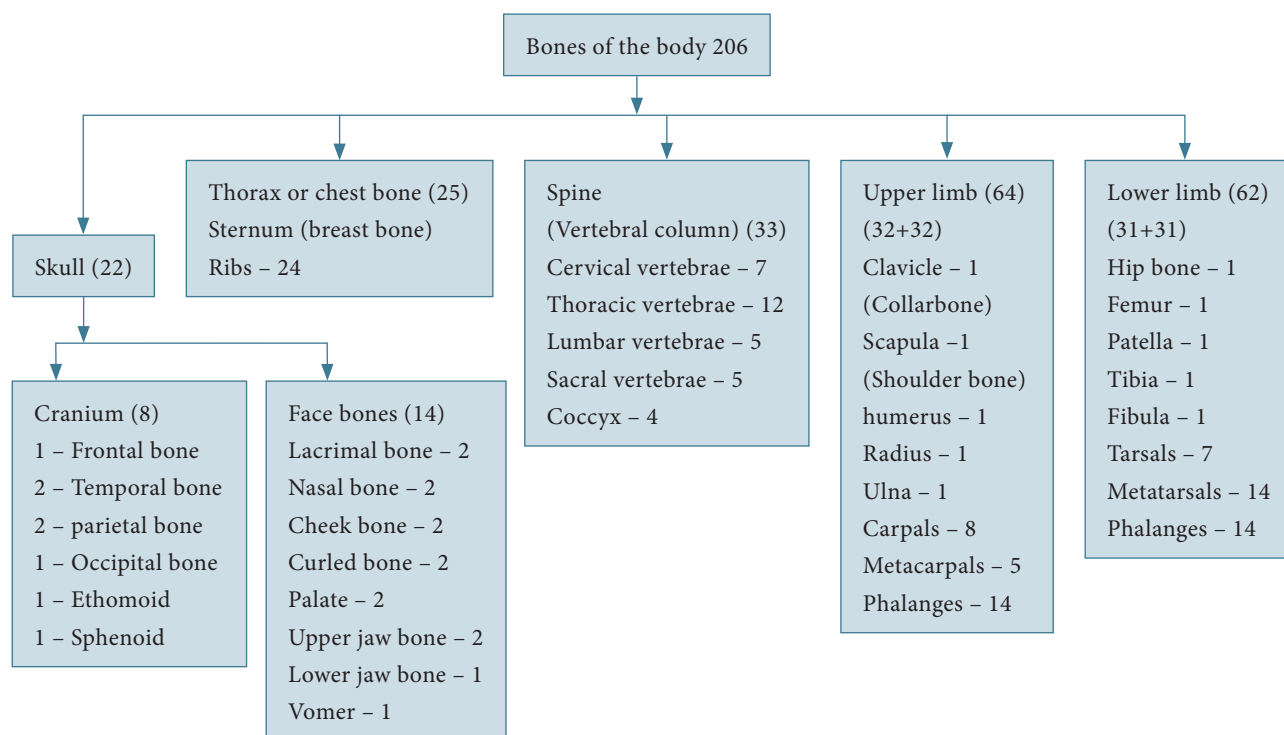 Bones of the body 206
Skull (22)
Cranium (8)
1 – Frontal bone
2 – Temporal bone
2 – parietal bone
1 – Occipital bone
1 – Ethomoid
1 – Sphenoid
Face bones (14)
Lacrimal bone – 2
Nasal bone – 2
Cheek bone – 2
Curled bone – 2
Palate – 2
Upper jaw bone – 2
Lower jaw bone – 1
Vomer – 1
Thorax or chest bone (25)
Sternum (breast bone)
Ribs – 24
Spine
(Vertebral column) (33)
Cervical vertebrae – 7
Thoracic vertebrae – 12
Lumbar vertebrae – 5
Sacral vertebrae – 5
Coccyx – 4
Upper limb (64)
(32+32)
Clavicle – 1
(Collarbone)
Scapula –1
(Shoulder bone)
humerus – 1
Radius – 1
Ulna – 1
Carpals – 8
Metacarpals – 5
Phalanges – 14
Lower limb (62)
(31+31)
Hip bone – 1
Femur – 1
Patella – 1
Tibia – 1
Fibula – 1
Tarsals – 7
Metatarsals – 14
Phalanges – 14